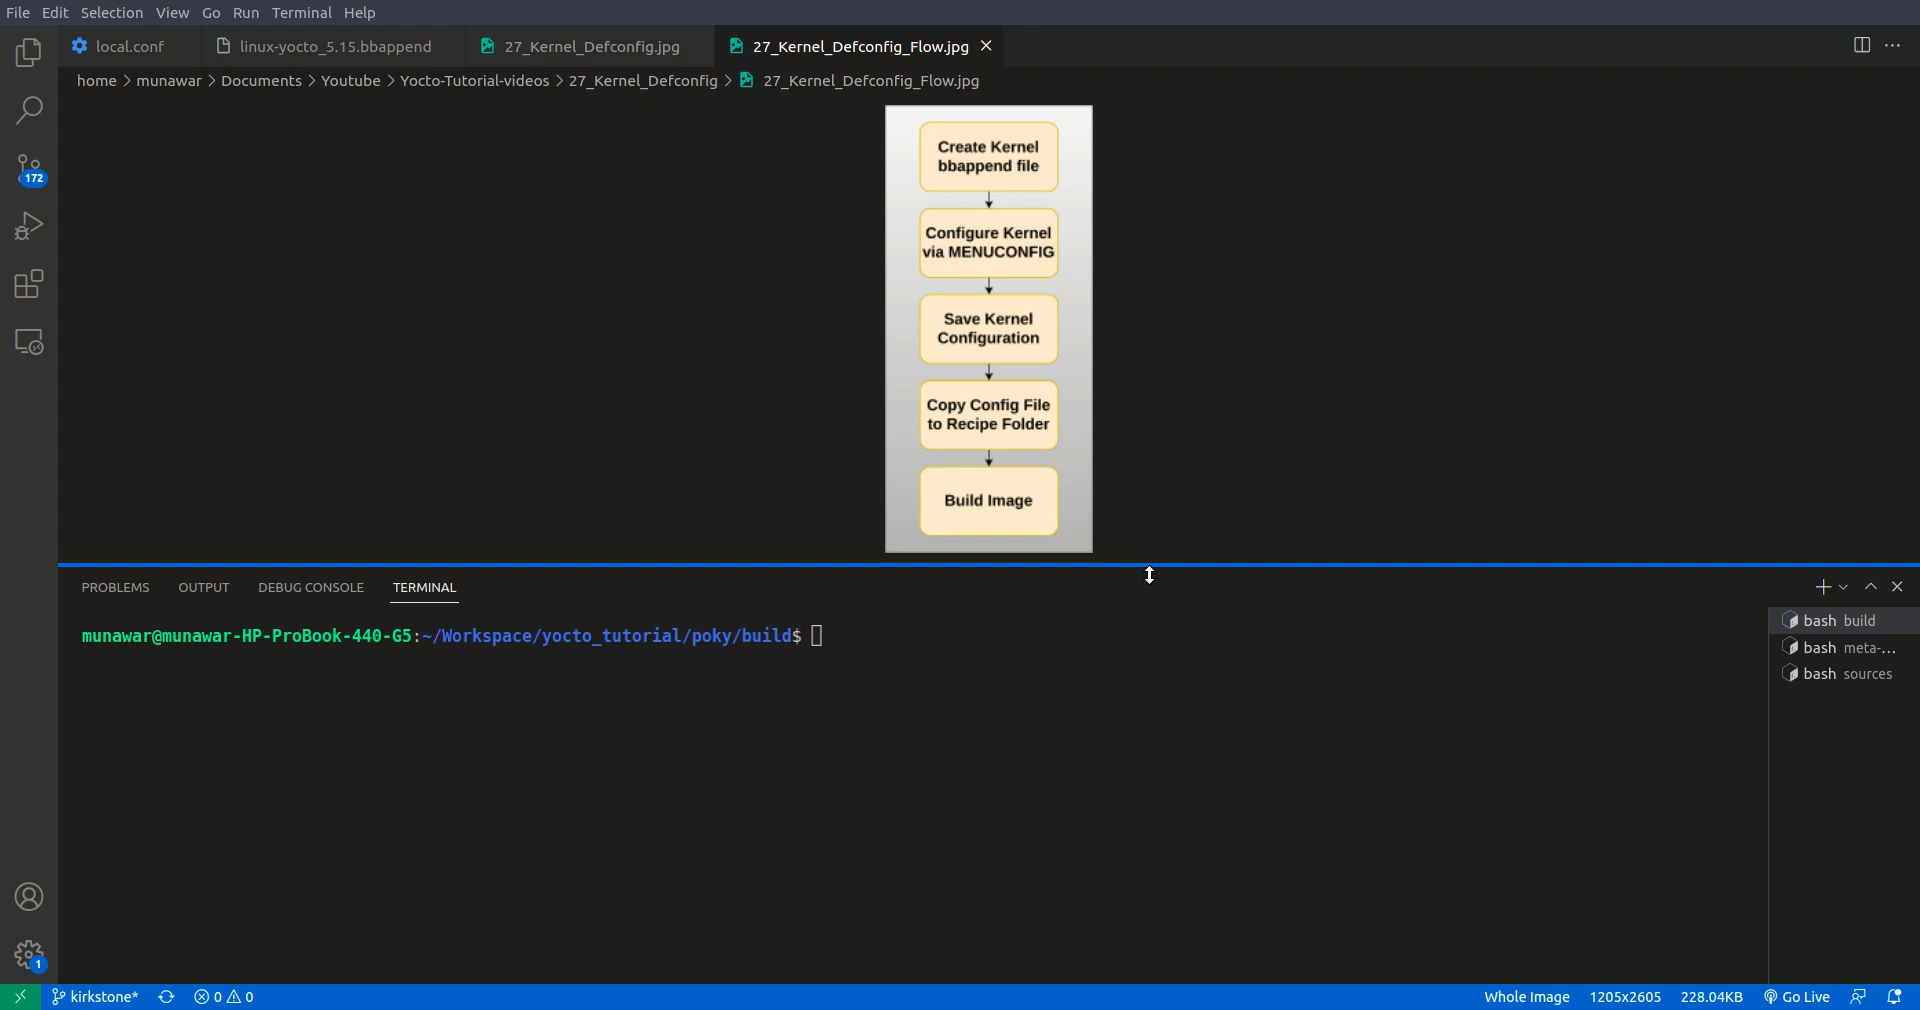 File Edit Selection View Go Run Terminal Help
local.conf linux-yocto_5.15.bbappend 27_Kernel_Defconfig.jpg 27_Kernel_Defconfig_Flow.jpg
home > munawar > Documents > Youtube > Yocto-Tutorial-videos > 27_Kernel_Defconfig > 27_Kernel_Defconfig_Flow.jpg
172
Create Kernel
bbappend file
Configure Kernel
via MENUCONFIG
Save Kernel
Configuration
Copy Config File
to Recipe Folder
Build Image
PROBLEMS OUTPUT DEBUG CONSOLE TERMINAL
munawar@munawar-HP-ProBook-440-G5:~/Workspace/yocto_tutorial/poky/build$
bash build
bash meta-...
bash sources
1
kirkstone* 0 0 Whole Image 1205x2605 228.04KB Go Live